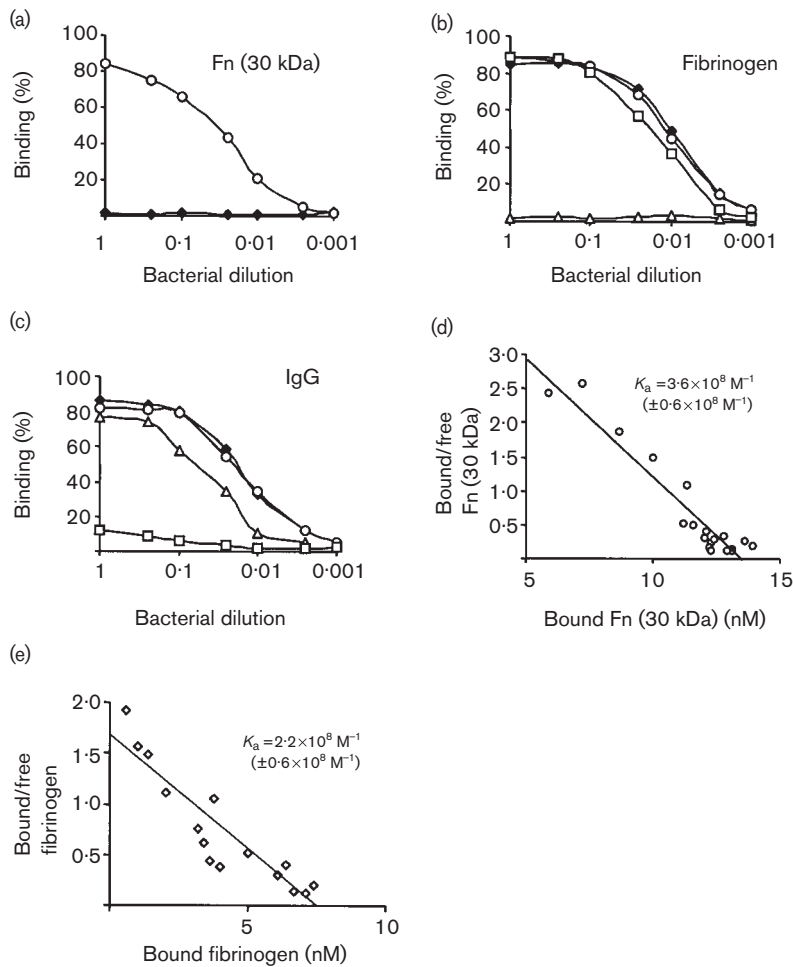 (a)
Fn (30 kDa)
Binding (%)
100
80
60
40
20
1
0·1
0·01
0·001
Bacterial dilution
(b)
Fibrinogen
Binding (%)
100
80
60
40
20
1
0·1
0·01
0·001
Bacterial dilution
(c)
IgG
Binding (%)
100
80
60
40
20
1
0·1
0·01
0·001
Bacterial dilution
(d)
Bound/free
Fn (30 kDa)
3·0
2·5
2·0
1·5
1·0
0·5
Ka =3·6×10⁸ M⁻¹
(±0·6×10⁸ M⁻¹)
5
10
15
Bound Fn (30 kDa) (nM)
(e)
Bound/free
fibrinogen
2·0
1·5
1·0
0·5
Ka =2·2×10⁸ M⁻¹
(±0·6×10⁸ M⁻¹)
5
10
Bound fibrinogen (nM)